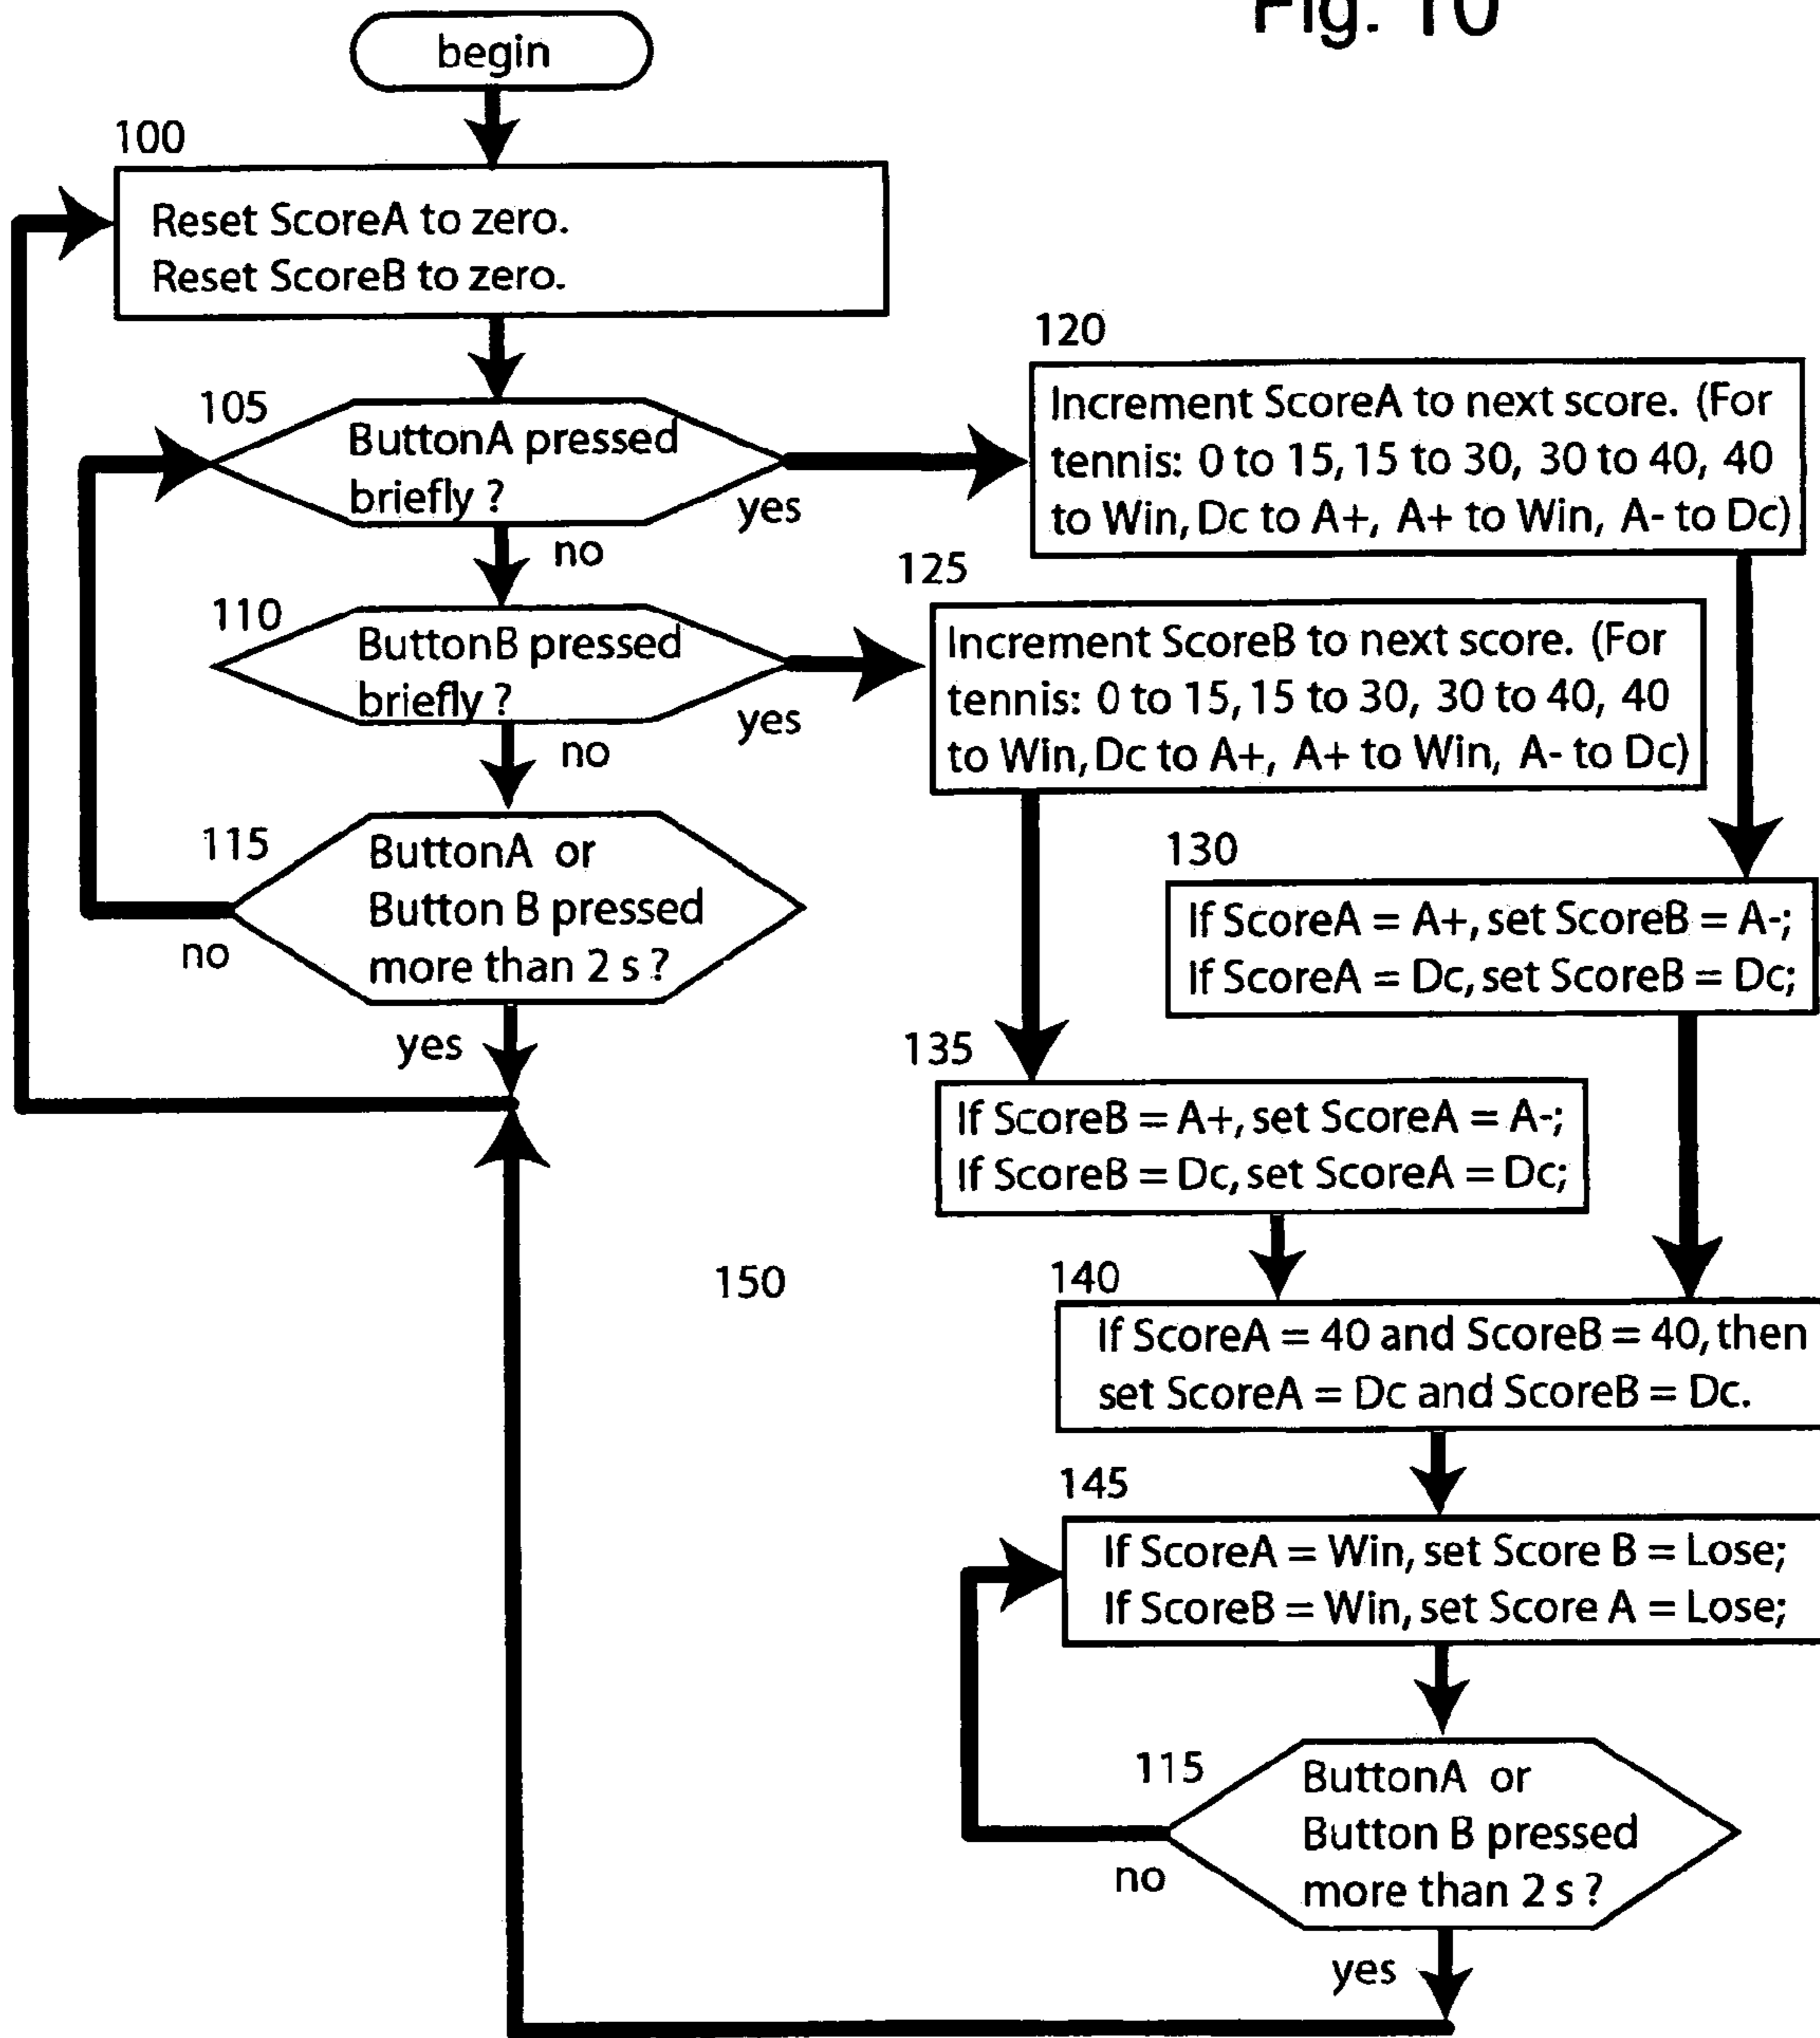 Fig. 10
begin
100
Reset ScoreA to zero.
Reset ScoreB to zero.
105
ButtonA pressed
briefly ?
yes
no
120
Increment ScoreA to next score. (For
tennis: 0 to 15, 15 to 30, 30 to 40, 40
to Win, Dc to A+, A+ to Win, A- to Dc)
110
ButtonB pressed
briefly ?
yes
no
125
Increment ScoreB to next score. (For
tennis: 0 to 15, 15 to 30, 30 to 40, 40
to Win, Dc to A+, A+ to Win, A- to Dc)
115
ButtonA or
Button B pressed
more than 2 s ?
no
yes
130
If ScoreA = A+, set ScoreB = A-;
If ScoreA = Dc, set ScoreB = Dc;
135
If ScoreB = A+, set ScoreA = A-;
If ScoreB = Dc, set ScoreA = Dc;
150
140
If ScoreA = 40 and ScoreB = 40, then
set ScoreA = Dc and ScoreB = Dc.
145
If ScoreA = Win, set Score B = Lose;
If ScoreB = Win, set Score A = Lose;
115
ButtonA or
Button B pressed
more than 2 s ?
no
yes